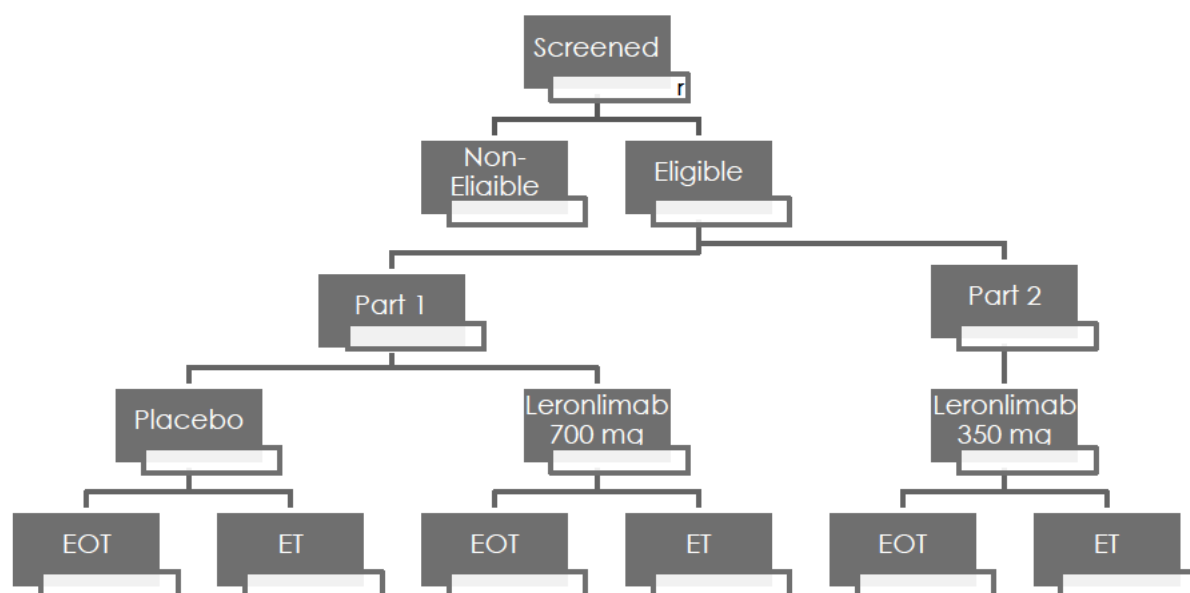 Screened
r
Non-
Eligible
Eligible
Part 1
Part 2
Placebo
Leronlimab
700 mg
Leronlimab
350 mg
EOT
ET
EOT
ET
EOT
ET